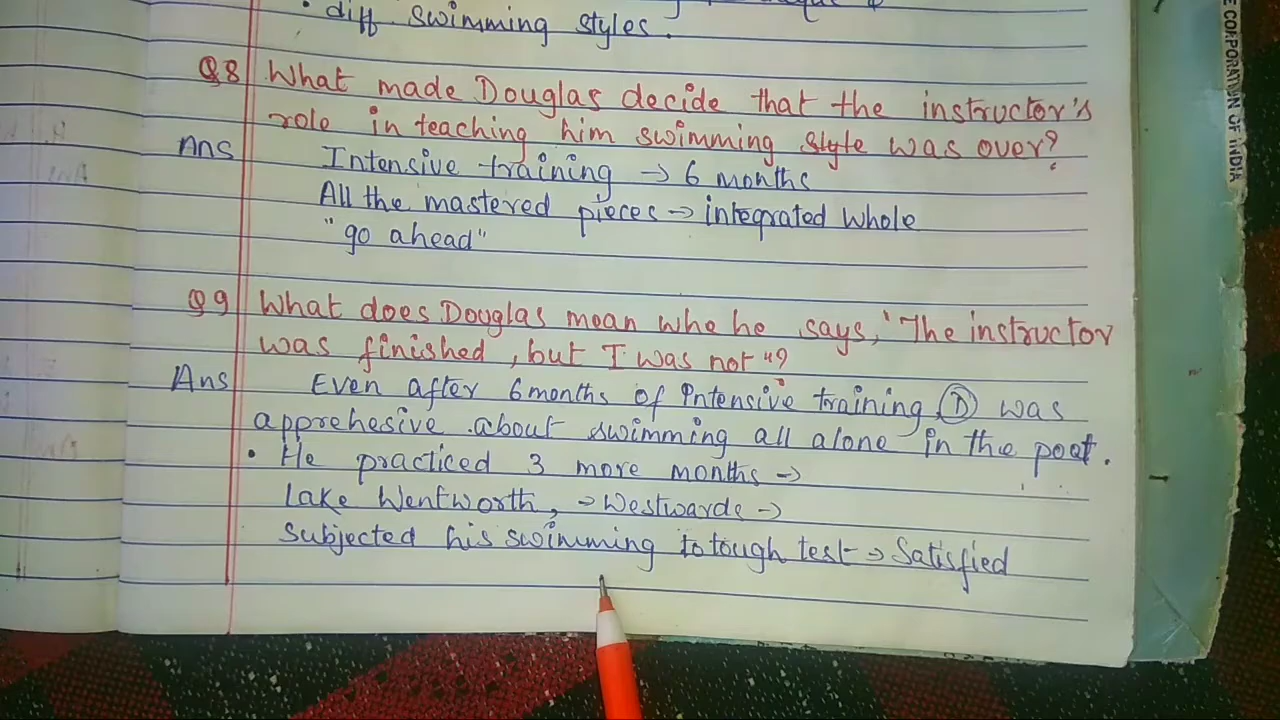 • diff swimming styles.
Q8 What made Douglas decide that the instructor's
role in teaching him swimming style was over?
Ans Intensive training → 6 months
All the mastered pieces → integrated whole
"go ahead"
Q9 What does Douglas mean whe he says, "The instructor
was finished, but I was not"?
Ans Even after 6 months of intensive training, D was
apprehesive about swimming all alone in the pool.
• He practiced 3 more months →
Lake Wentworth, → Westwarde →
Subjected his swimming to tough test → Satisfied
E CORPORATION OF INDIA